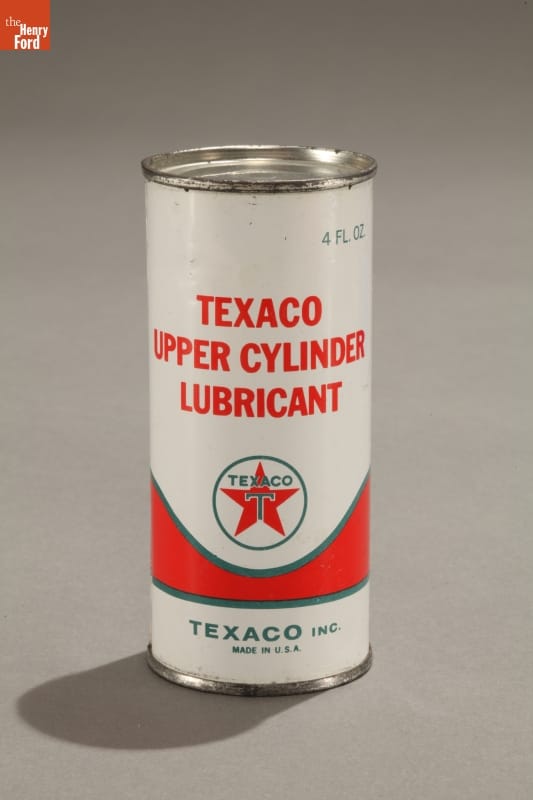 the
Henry
Ford
4 FL. OZ.
TEXACO
UPPER CYLINDER
LUBRICANT
TEXACO
T
TEXACO INC.
MADE IN U.S.A.